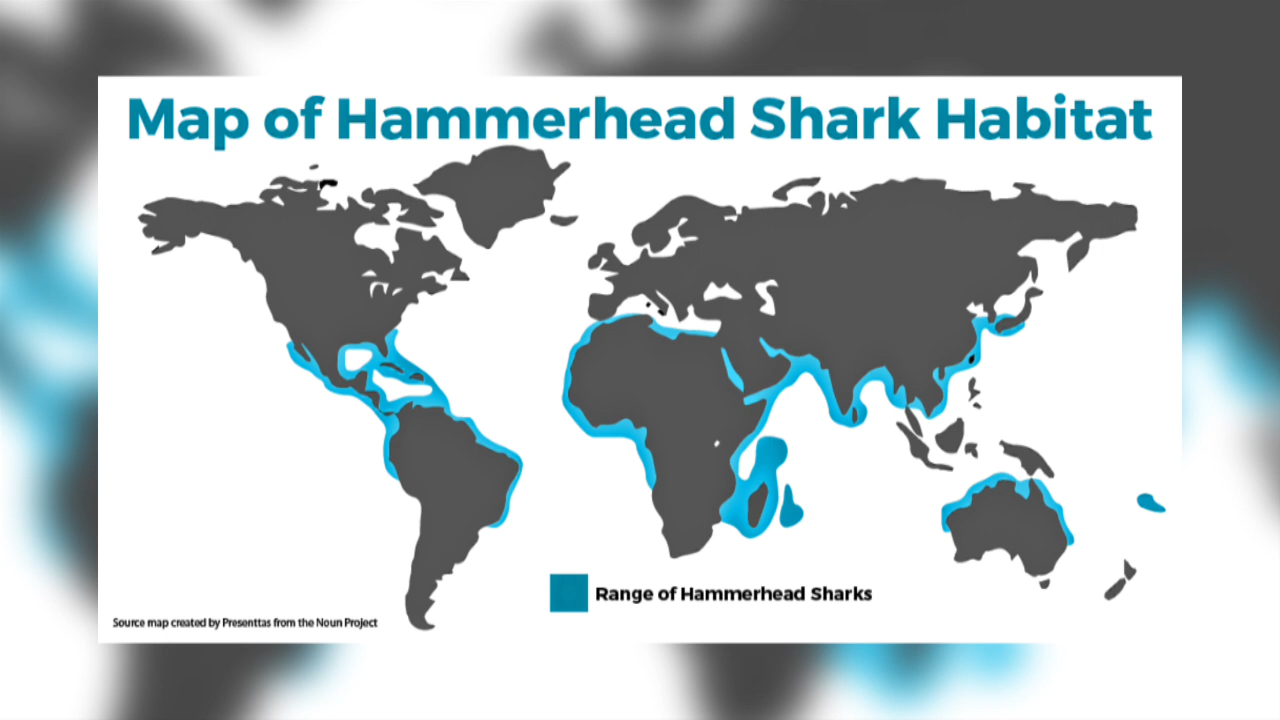 Map of Hammerhead Shark Habitat
Range of Hammerhead Sharks
Source map created by Presenttas from the Noun Project